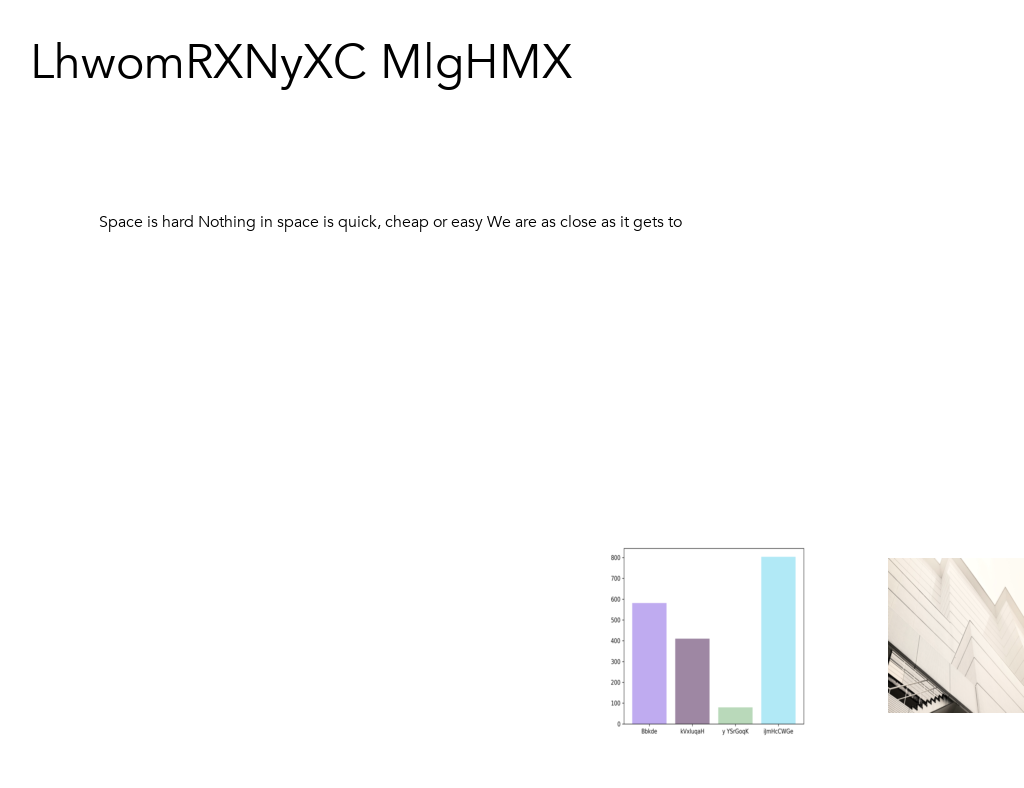 LhwomRXNyXC MlgHMX
Space is hard Nothing in space is quick, cheap or easy We are as close as it gets to
800
700
600
500
400
300
200
100
0
Bbkde
kVxluqaH
y YSrGoqK